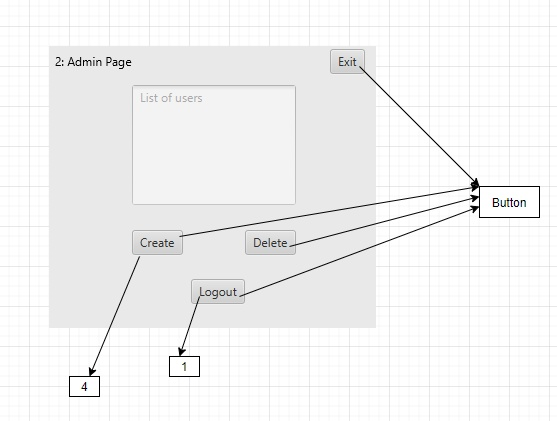 2: Admin Page
Exit
List of users
Button
Create
Delete
Logout
1
4